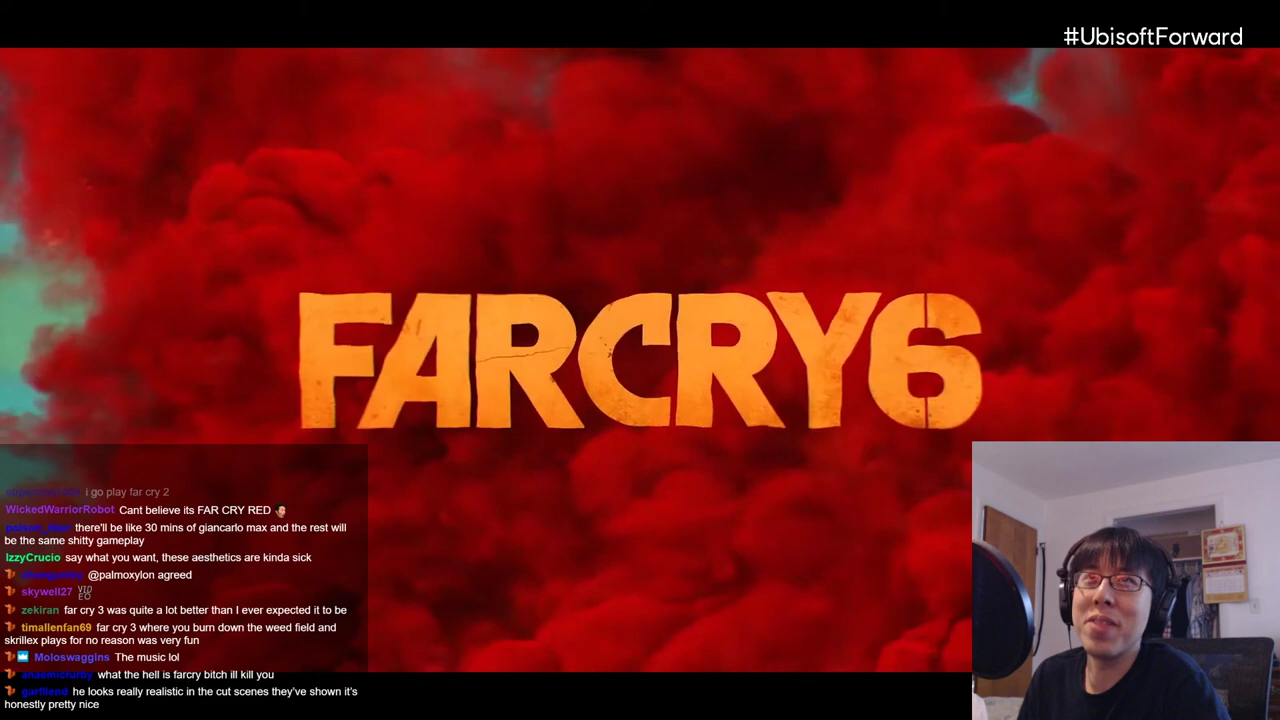 #UbisoftForward
FARCRY6
i go play far cry 2
WickedWarriorRobot Cant believe its FAR CRY RED
there'll be like 30 mins of giancarlo max and the rest will
be the same shitty gameplay
IzzyCrucio say what you want, these aesthetics are kinda sick
@palmoxylon agreed
skywell27 VID
EO
zekiran far cry 3 was quite a lot better than I ever expected it to be
timallenfan69 far cry 3 where you burn down the weed field and
skrillex plays for no reason was very fun
Moloswaggins The music lol
anaemicfurby what the hell is farcry bitch ill kill you
garfiend he looks really realistic in the cut scenes they've shown it's
honestly pretty nice